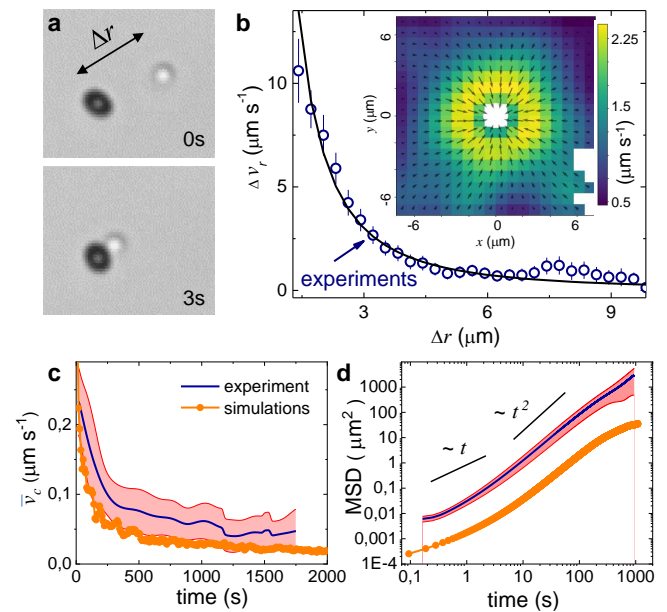 a
Δr
0s
3s
b
10
5
0
Δ v_r (μm s⁻¹)
3
6
9
Δr (μm)
experiments
6
0
-6
y (μm)
-6
0
6
x (μm)
2.25
1.5
0.5
(μm s⁻¹)
c
experiment
simulations
0,2
0,1
0,0
v̅_c (μm s⁻¹)
0
500
1000
1500
2000
time (s)
d
~ t
~ t²
1000
100
10
1
0,1
0,01
0,001
1E-4
MSD ( μm²)
0,1
1
10
100
1000
time (s)